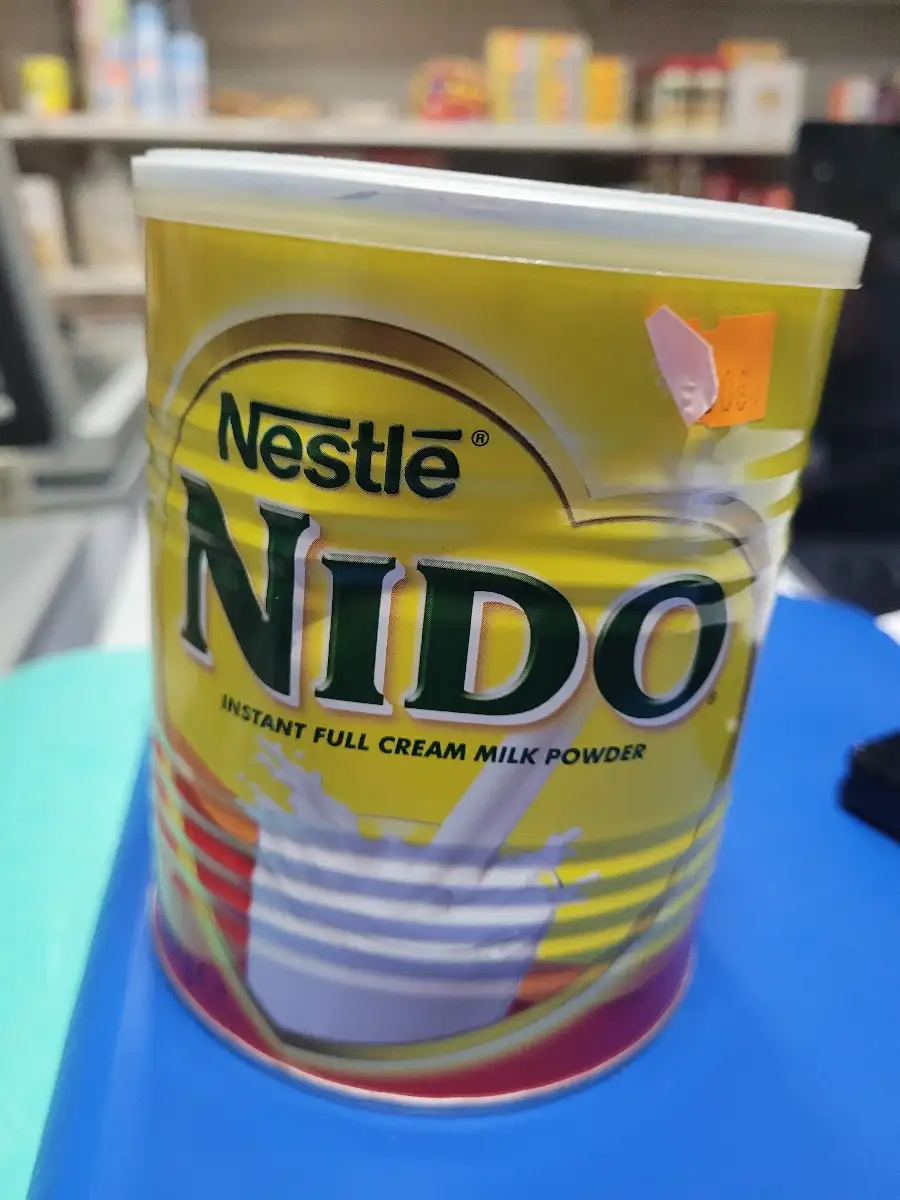 Nestlé®
NIDO
INSTANT FULL CREAM MILK POWDER